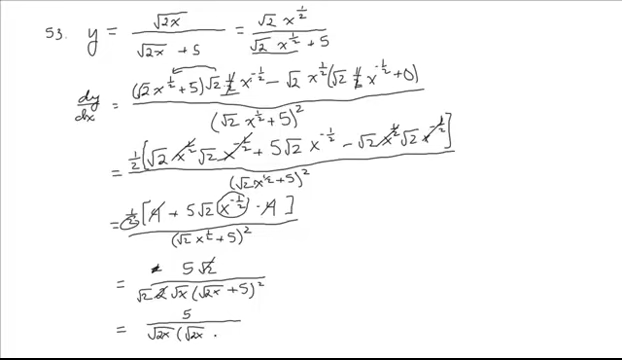 53. y = √2x / (√2x + 5) = √2 x^(1/2) / (√2 x^(1/2) + 5)
dy/dx = [(√2 x^(1/2) + 5) √2 1/2 x^(-1/2) - √2 x^(1/2) (√2 1/2 x^(-1/2) + 0)] / (√2 x^(1/2) + 5)^2
= 1/2 [√2 x^(1/2) √2 x^(-1/2) + 5√2 x^(-1/2) - √2 x^(1/2) √2 x^(-1/2)] / (√2 x^(1/2) + 5)^2
= 1/2 [ + 5√2 x^(-1/2) - ] / (√2 x^(1/2) + 5)^2
= 5√2 / √2 2 √x (√2x + 5)^2
= 5 / √2x (√2x